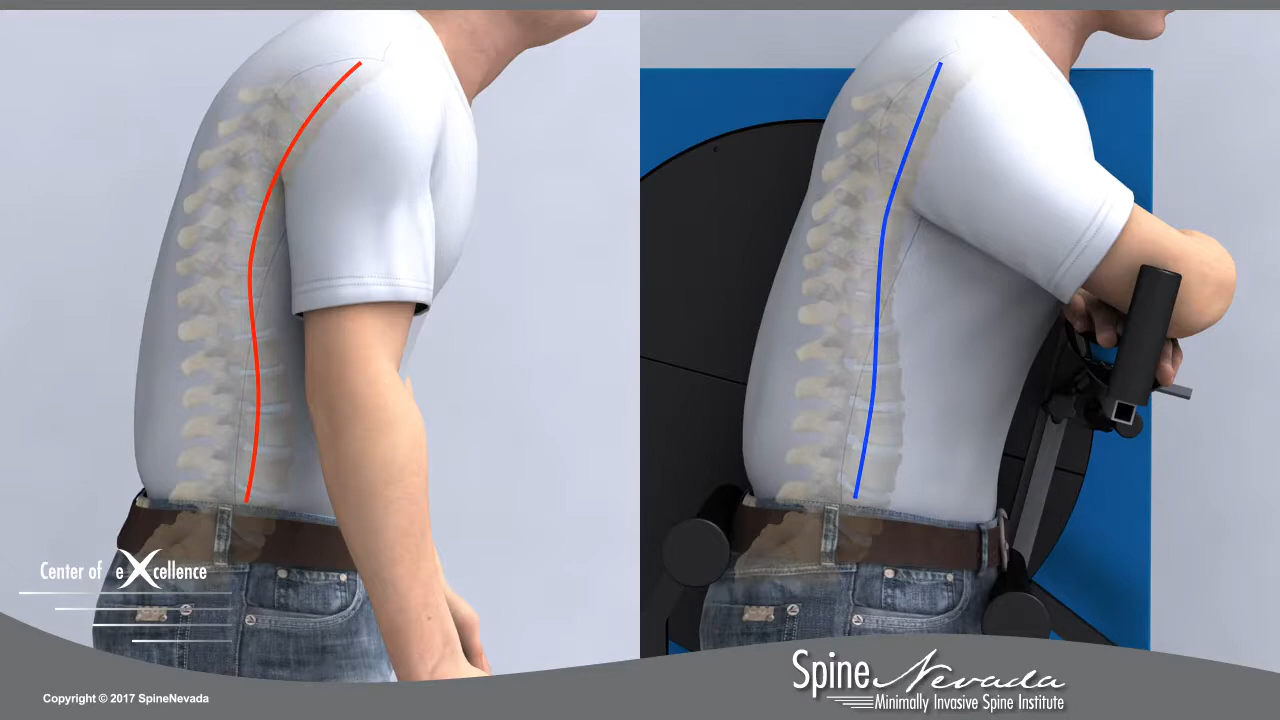 Center of eXcellence
Copyright © 2017 SpineNevada
Spine Nevada
Minimally Invasive Spine Institute